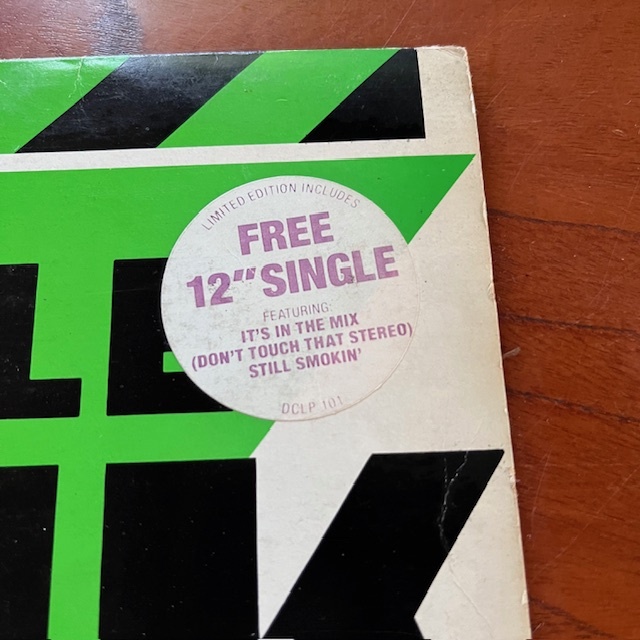 LIMITED EDITION INCLUDES
FREE
12" SINGLE
FEATURING:
IT'S IN THE MIX
(DON'T TOUCH THAT STEREO)
STILL SMOKIN'
DCLP 101
LE